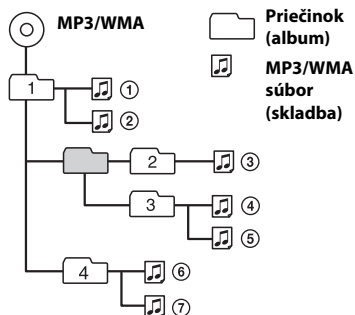 MP3/WMA
Priečinok
(album)
MP3/WMA
súbor
(skladba)
1
①
②
2
③
3
④
⑤
4
⑥
⑦